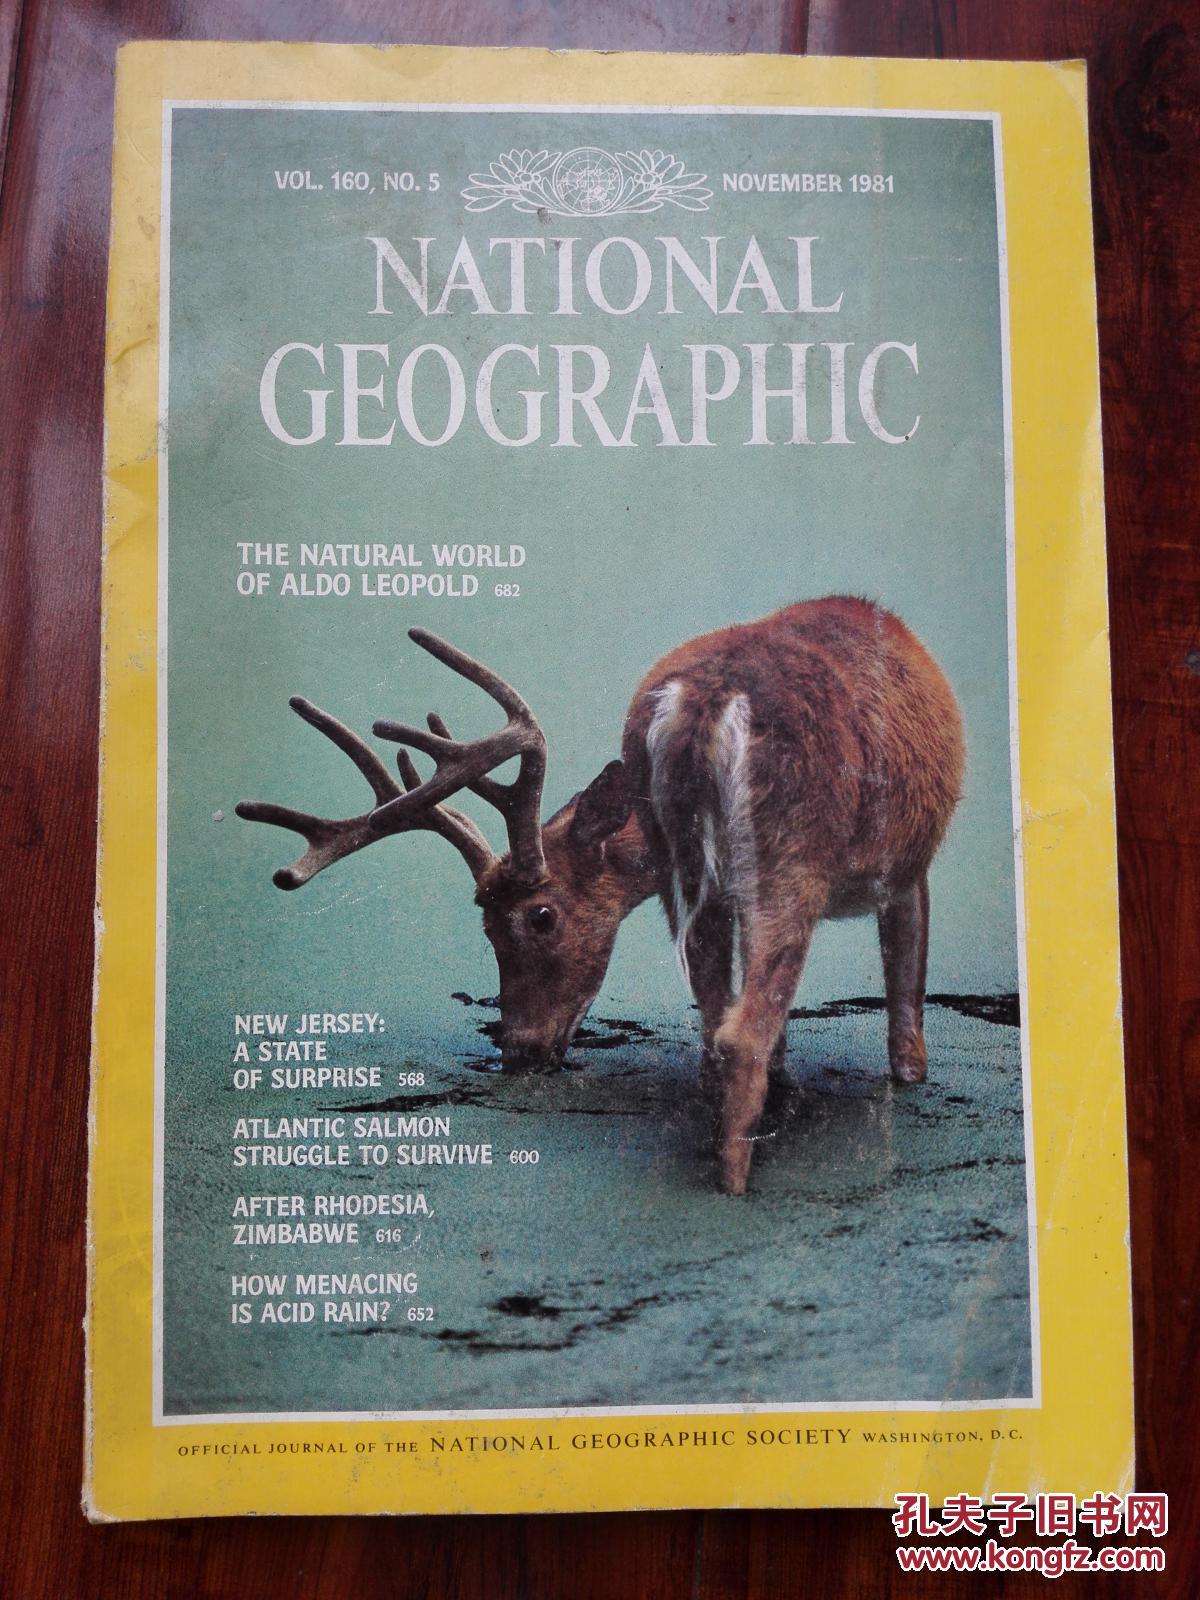 VOL. 160, NO. 5
NOVEMBER 1981
NATIONAL
GEOGRAPHIC
THE NATURAL WORLD
OF ALDO LEOPOLD 682
NEW JERSEY:
A STATE
OF SURPRISE 568
ATLANTIC SALMON
STRUGGLE TO SURVIVE 600
AFTER RHODESIA,
ZIMBABWE 616
HOW MENACING
IS ACID RAIN? 652
OFFICIAL JOURNAL OF THE NATIONAL GEOGRAPHIC SOCIETY WASHINGTON, D.C.
孔夫子旧书网
www.kongfz.com